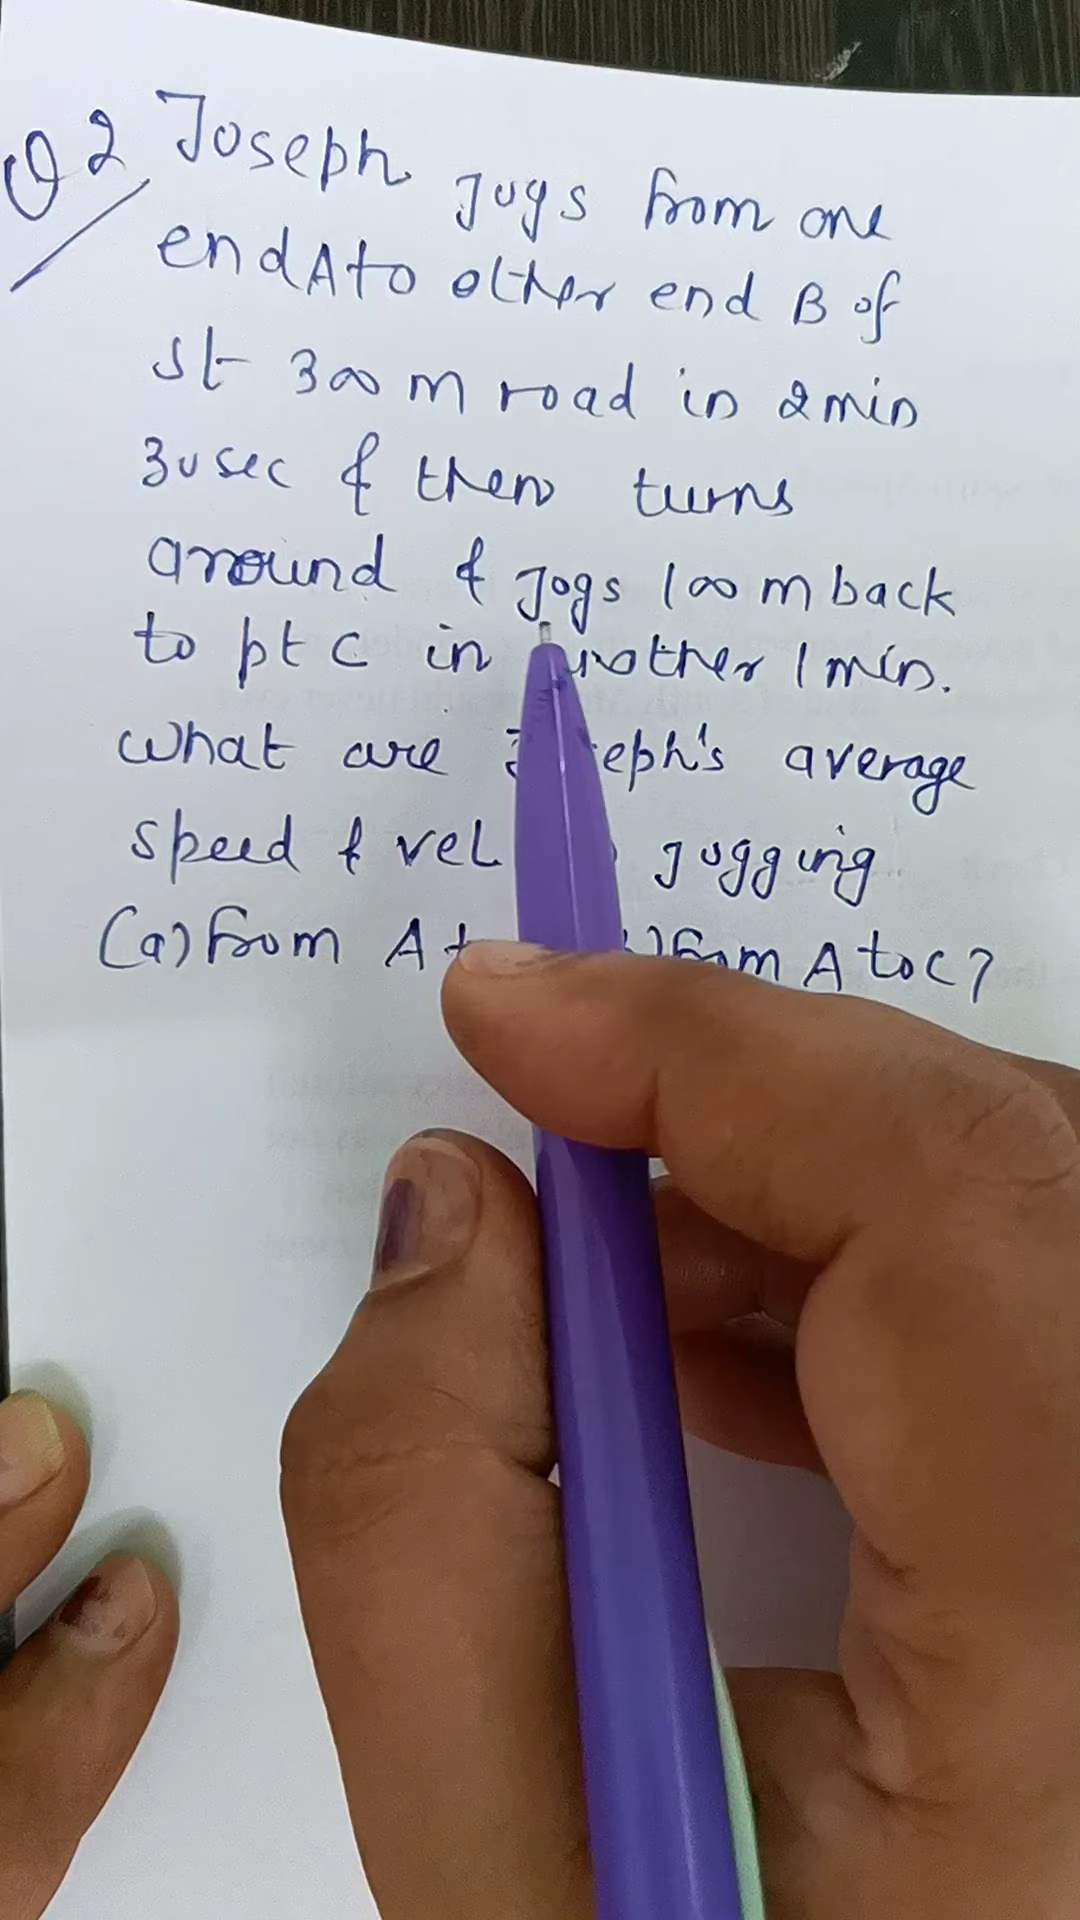 Q2 Joseph Jogs from one
end A to other end B of
st 300 m road in 2 min
30 sec & then turns
around & Jogs 100 m back
to pt C in another 1 min.
what are Joseph's average
speed & vel Jogging
(a) from A from A to C?